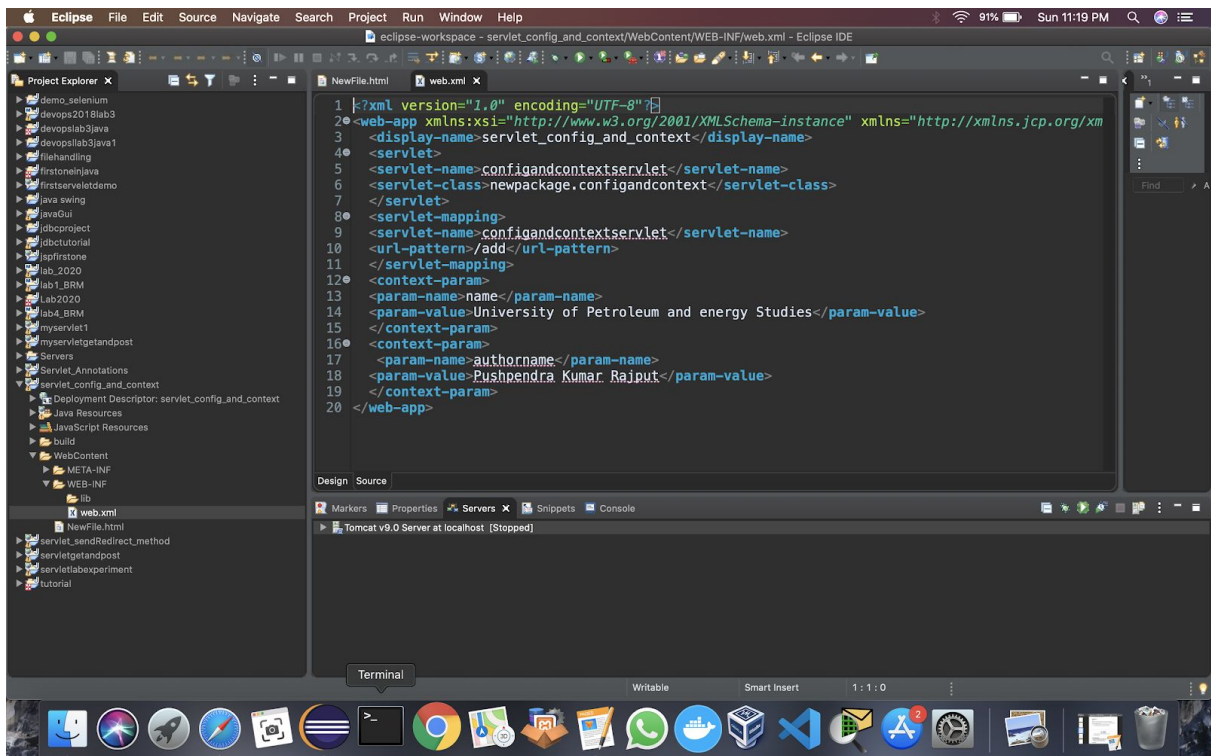 Eclipse File Edit Source Navigate Search Project Run Window Help 91% Sun 11:19 PM
eclipse-workspace - servlet_config_and_context/WebContent/WEB-INF/web.xml - Eclipse IDE
Project Explorer
demo_selenium
devops2018lab3
devopslab3java
devopsllab3java1
filehandling
firstoneinjava
firstserveletdemo
java swing
javaGui
jdbcproject
jdbctutorial
jspfirstone
lab_2020
lab1_BRM
Lab2020
lab4_BRM
myservlet1
myservletgetandpost
Servers
Servlet_Annotations
servlet_config_and_context
Deployment Descriptor: servlet_config_and_context
Java Resources
JavaScript Resources
build
WebContent
META-INF
WEB-INF
lib
web.xml
NewFile.html
servlet_sendRedirect_method
servletgetandpost
servletlabexperiment
tutorial
NewFile.html web.xml
1 <?xml version="1.0" encoding="UTF-8"?>
2 <web-app xmlns:xsi="http://www.w3.org/2001/XMLSchema-instance" xmlns="http://xmlns.jcp.org/xm
3 <display-name>servlet_config_and_context</display-name>
4 <servlet>
5 <servlet-name>configandcontextservlet</servlet-name>
6 <servlet-class>newpackage.configandcontext</servlet-class>
7 </servlet>
8 <servlet-mapping>
9 <servlet-name>configandcontextservlet</servlet-name>
10 <url-pattern>/add</url-pattern>
11 </servlet-mapping>
12 <context-param>
13 <param-name>name</param-name>
14 <param-value>University of Petroleum and energy Studies</param-value>
15 </context-param>
16 <context-param>
17 <param-name>authorname</param-name>
18 <param-value>Pushpendra Kumar Rajput</param-value>
19 </context-param>
20 </web-app>
Design Source
Find A
Markers Properties Servers Snippets Console
Tomcat v9.0 Server at localhost [Stopped]
Terminal
Writable Smart Insert 1:1:0
2